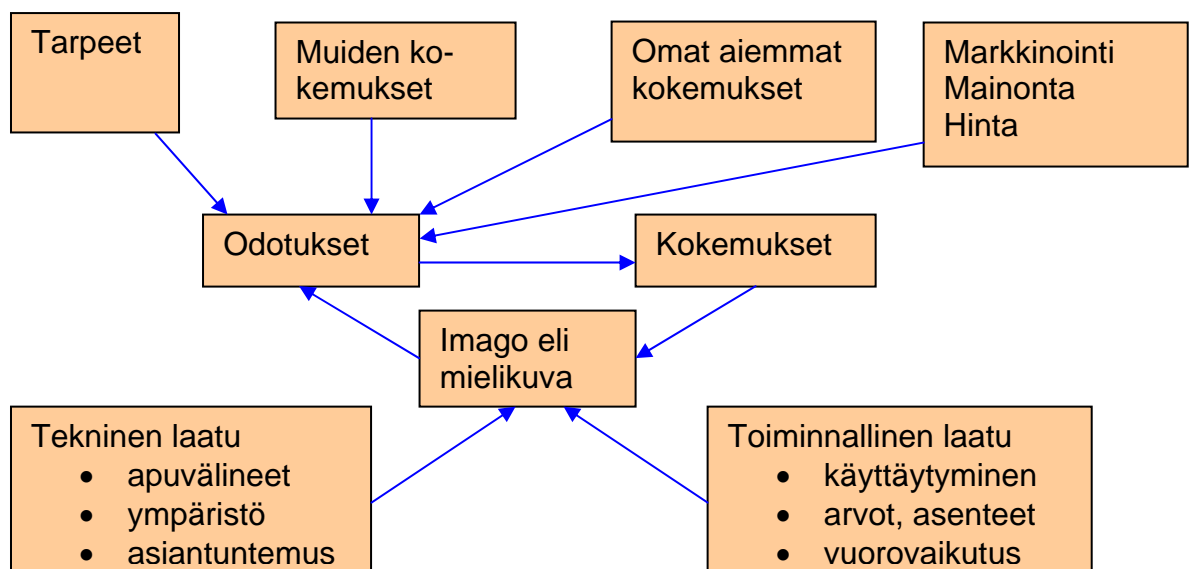 Tarpeet
Muiden ko-
kemukset
Omat aiemmat
kokemukset
Markkinointi
Mainonta
Hinta
Odotukset
Kokemukset
Imago eli
mielikuva
Tekninen laatu
• apuvälineet
• ympäristö
• asiantuntemus
Toiminnallinen laatu
• käyttäytyminen
• arvot, asenteet
• vuorovaikutus